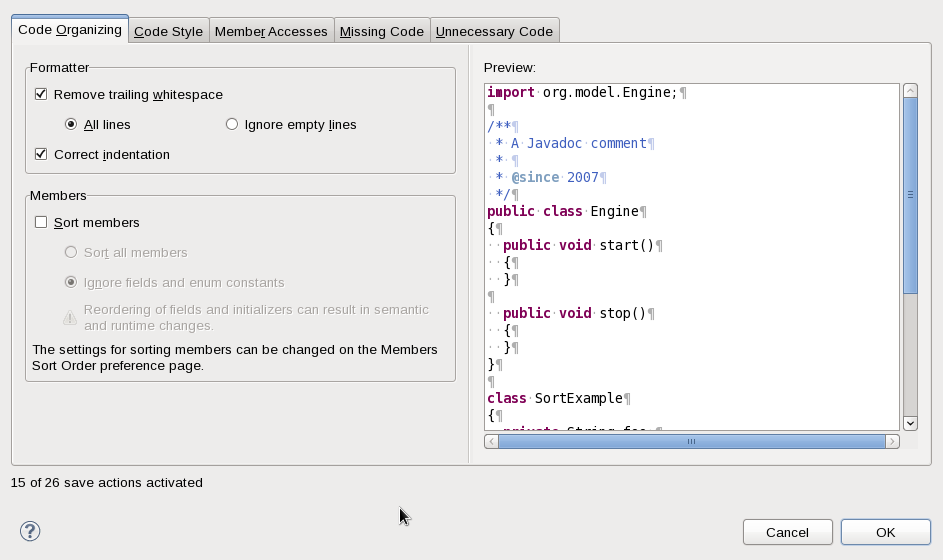 Code Organizing Code Style Member Accesses Missing Code Unnecessary Code
Formatter
Remove trailing whitespace
All lines Ignore empty lines
Correct indentation
Members
Sort members
Sort all members
Ignore fields and enum constants
Reordering of fields and initializers can result in semantic
and runtime changes.
The settings for sorting members can be changed on the Members
Sort Order preference page.
Preview:
import·org.model.Engine;¶
¶
/**¶
·*·A·Javadoc·comment¶
·*·¶
·*·@since·2007¶
·*/¶
public·class·Engine¶
{¶
··public·void·start()¶
··{¶
··}¶
¶
··public·void·stop()¶
··{¶
··}¶
}¶
¶
class·SortExample¶
{¶
··private·String·foo·¶
15 of 26 save actions activated
?
Cancel OK